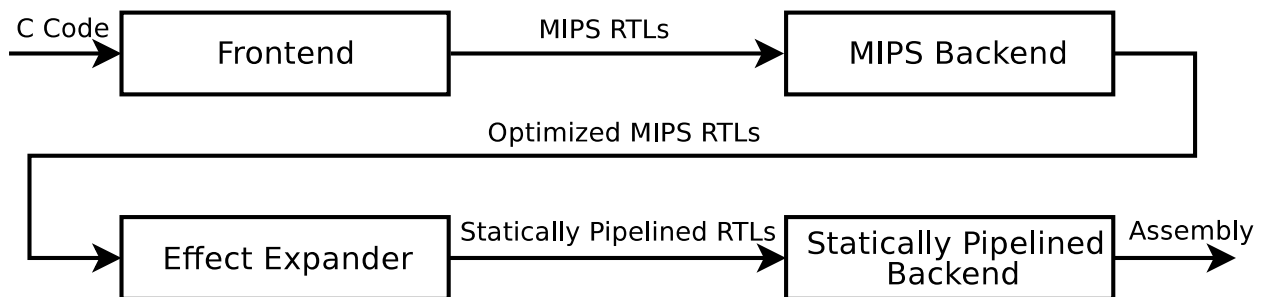 C Code
Frontend
MIPS RTLs
MIPS Backend
Optimized MIPS RTLs
Effect Expander
Statically Pipelined RTLs
Statically Pipelined
Backend
Assembly